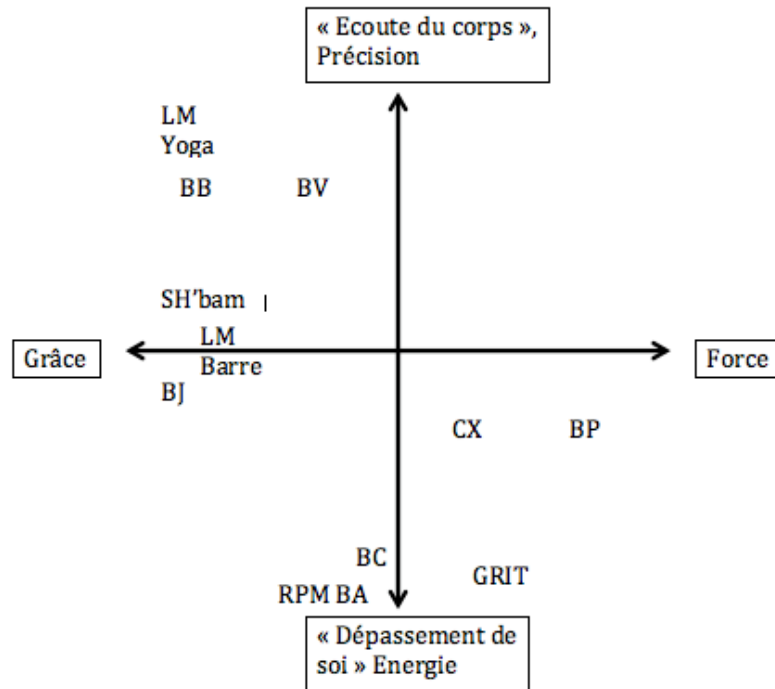 « Ecoute du corps »,
Précision
LM
Yoga
BB BV
SH'bam
LM
Grâce
Barre
Force
BJ
CX BP
BC
GRIT
RPM BA
« Dépassement de
soi » Energie